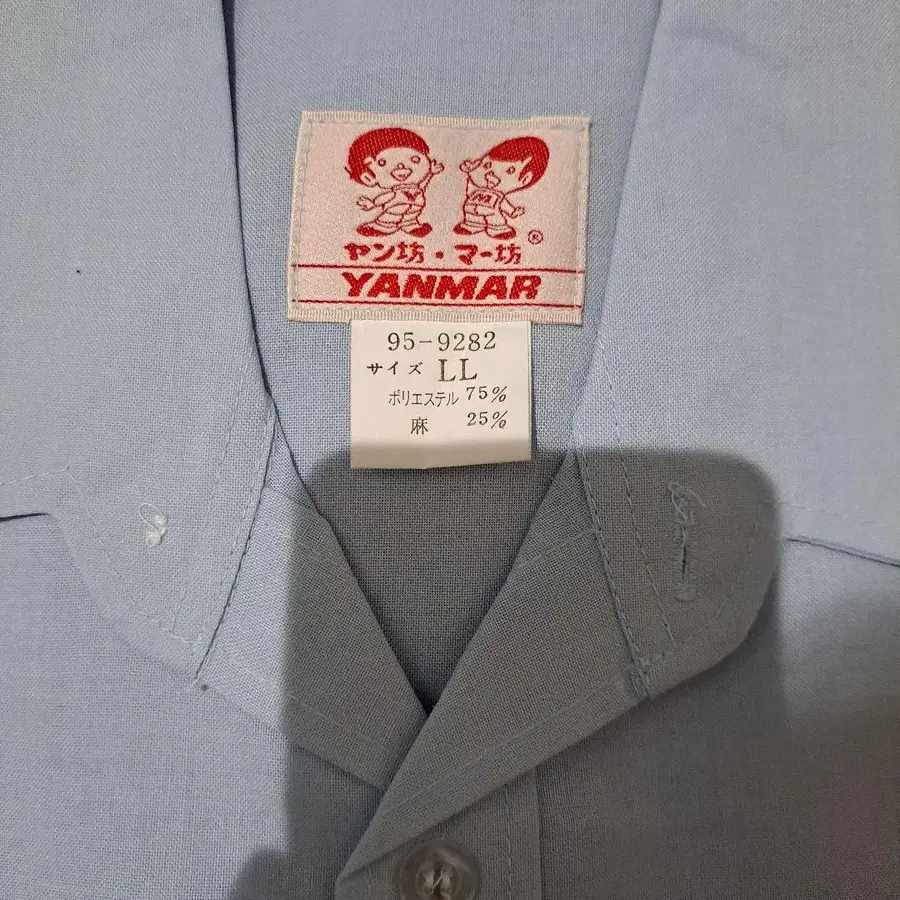 ヤン坊・マー坊
®
YANMAR
95-9282
サイズ LL
ポリエステル 75%
麻 25%